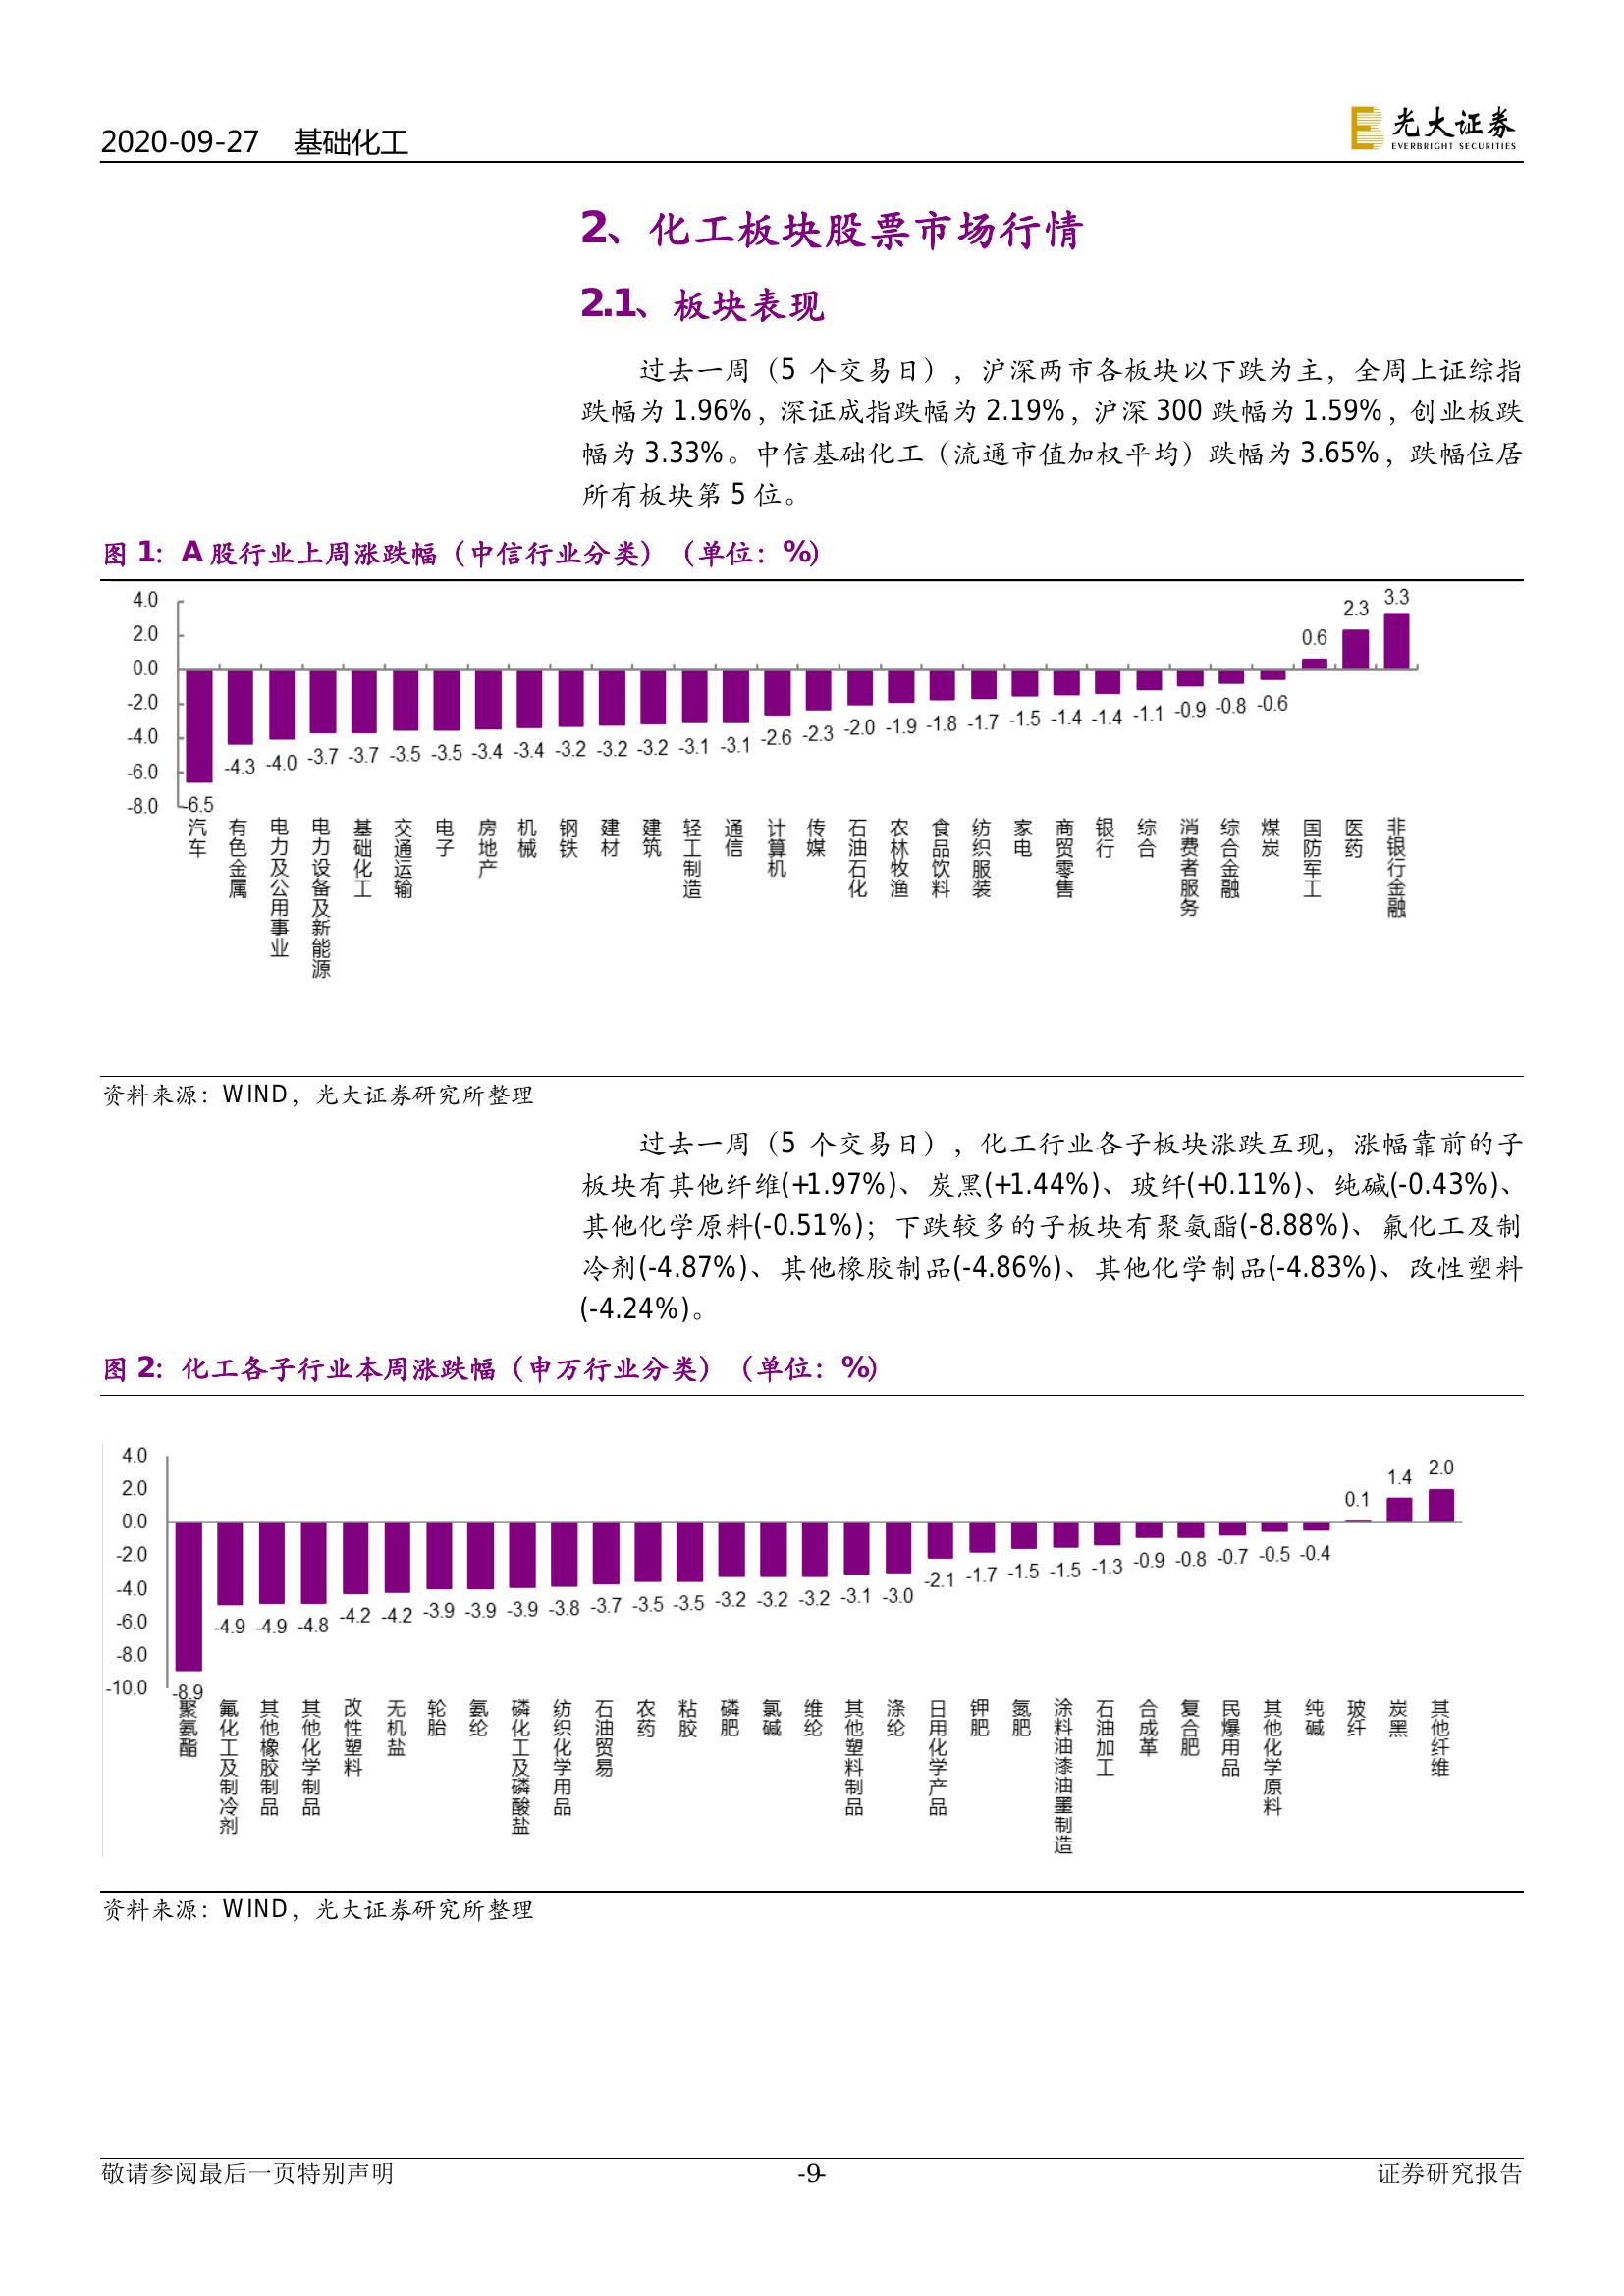 2020-09-27 基础化工
光大证券
EVERBRIGHT SECURITIES
2、化工板块股票市场行情
2.1、板块表现
过去一周（5 个交易日），沪深两市各板块以下跌为主，全周上证综指
跌幅为 1.96%，深证成指跌幅为 2.19%，沪深 300 跌幅为 1.59%，创业板跌
幅为 3.33%。中信基础化工（流通市值加权平均）跌幅为 3.65%，跌幅位居
所有板块第 5 位。
图 1：A 股行业上周涨跌幅（中信行业分类）（单位：%）
4.0
2.0
0.0
-2.0
-4.0
-6.0
-8.0
-6.5 -4.3 -4.0 -3.7 -3.7 -3.5 -3.5 -3.4 -3.4 -3.2 -3.2 -3.2 -3.1 -3.1 -2.6 -2.3 -2.0 -1.9 -1.8 -1.7 -1.5 -1.4 -1.4 -1.1 -0.9 -0.8 -0.6 0.6 2.3 3.3
汽车
有色金属
电力及公用事业
电力设备及新能源
基础化工
交通运输
电子
房地产
机械
钢铁
建材
建筑
轻工制造
通信
计算机
传媒
石油石化
农林牧渔
食品饮料
纺织服装
家电
商贸零售
银行
综合
消费者服务
综合金融
煤炭
国防军工
医药
非银行金融
资料来源：WIND，光大证券研究所整理
过去一周（5 个交易日），化工行业各子板块涨跌互现，涨幅靠前的子
板块有其他纤维(+1.97%)、炭黑(+1.44%)、玻纤(+0.11%)、纯碱(-0.43%)、
其他化学原料(-0.51%)；下跌较多的子板块有聚氨酯(-8.88%)、氟化工及制
冷剂(-4.87%)、其他橡胶制品(-4.86%)、其他化学制品(-4.83%)、改性塑料
(-4.24%)。
图 2：化工各子行业本周涨跌幅（申万行业分类）（单位：%）
4.0
2.0
0.0
-2.0
-4.0
-6.0
-8.0
-10.0
-8.9 -4.9 -4.9 -4.8 -4.2 -4.2 -3.9 -3.9 -3.9 -3.8 -3.7 -3.5 -3.5 -3.2 -3.2 -3.2 -3.1 -3.0 -2.1 -1.7 -1.5 -1.5 -1.3 -0.9 -0.8 -0.7 -0.5 -0.4 0.1 1.4 2.0
聚氨酯
氟化工及制冷剂
其他橡胶制品
其他化学制品
改性塑料
无机盐
轮胎
氨纶
磷化工及磷酸盐
纺织化学用品
石油贸易
农药
粘胶
磷肥
氯碱
维纶
其他塑料制品
涤纶
日用化学产品
钾肥
氮肥
涂料油漆油墨制造
石油加工
合成革
复合肥
民爆用品
其他化学原料
纯碱
玻纤
炭黑
其他纤维
资料来源：WIND，光大证券研究所整理
敬请参阅最后一页特别声明
-9-
证券研究报告